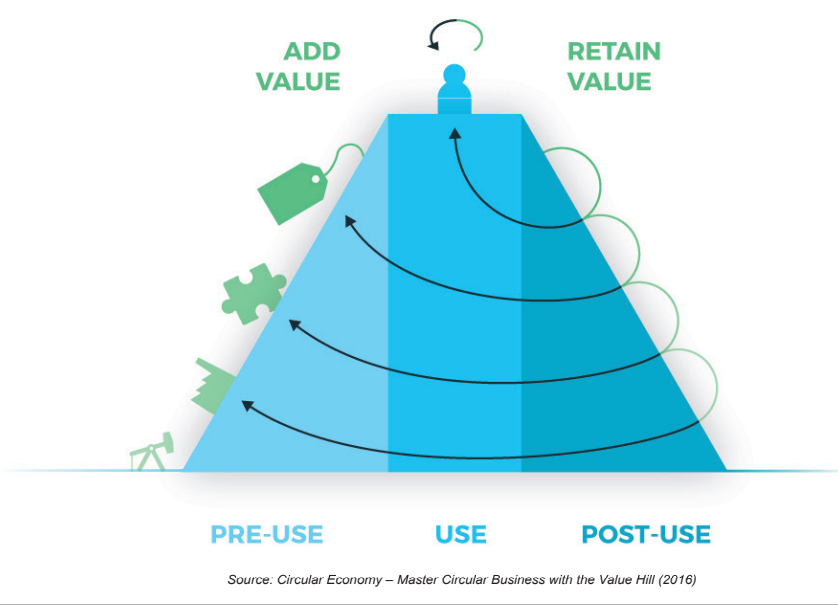 ADD
VALUE
RETAIN
VALUE
PRE-USE
USE
POST-USE
Source: Circular Economy – Master Circular Business with the Value Hill (2016)